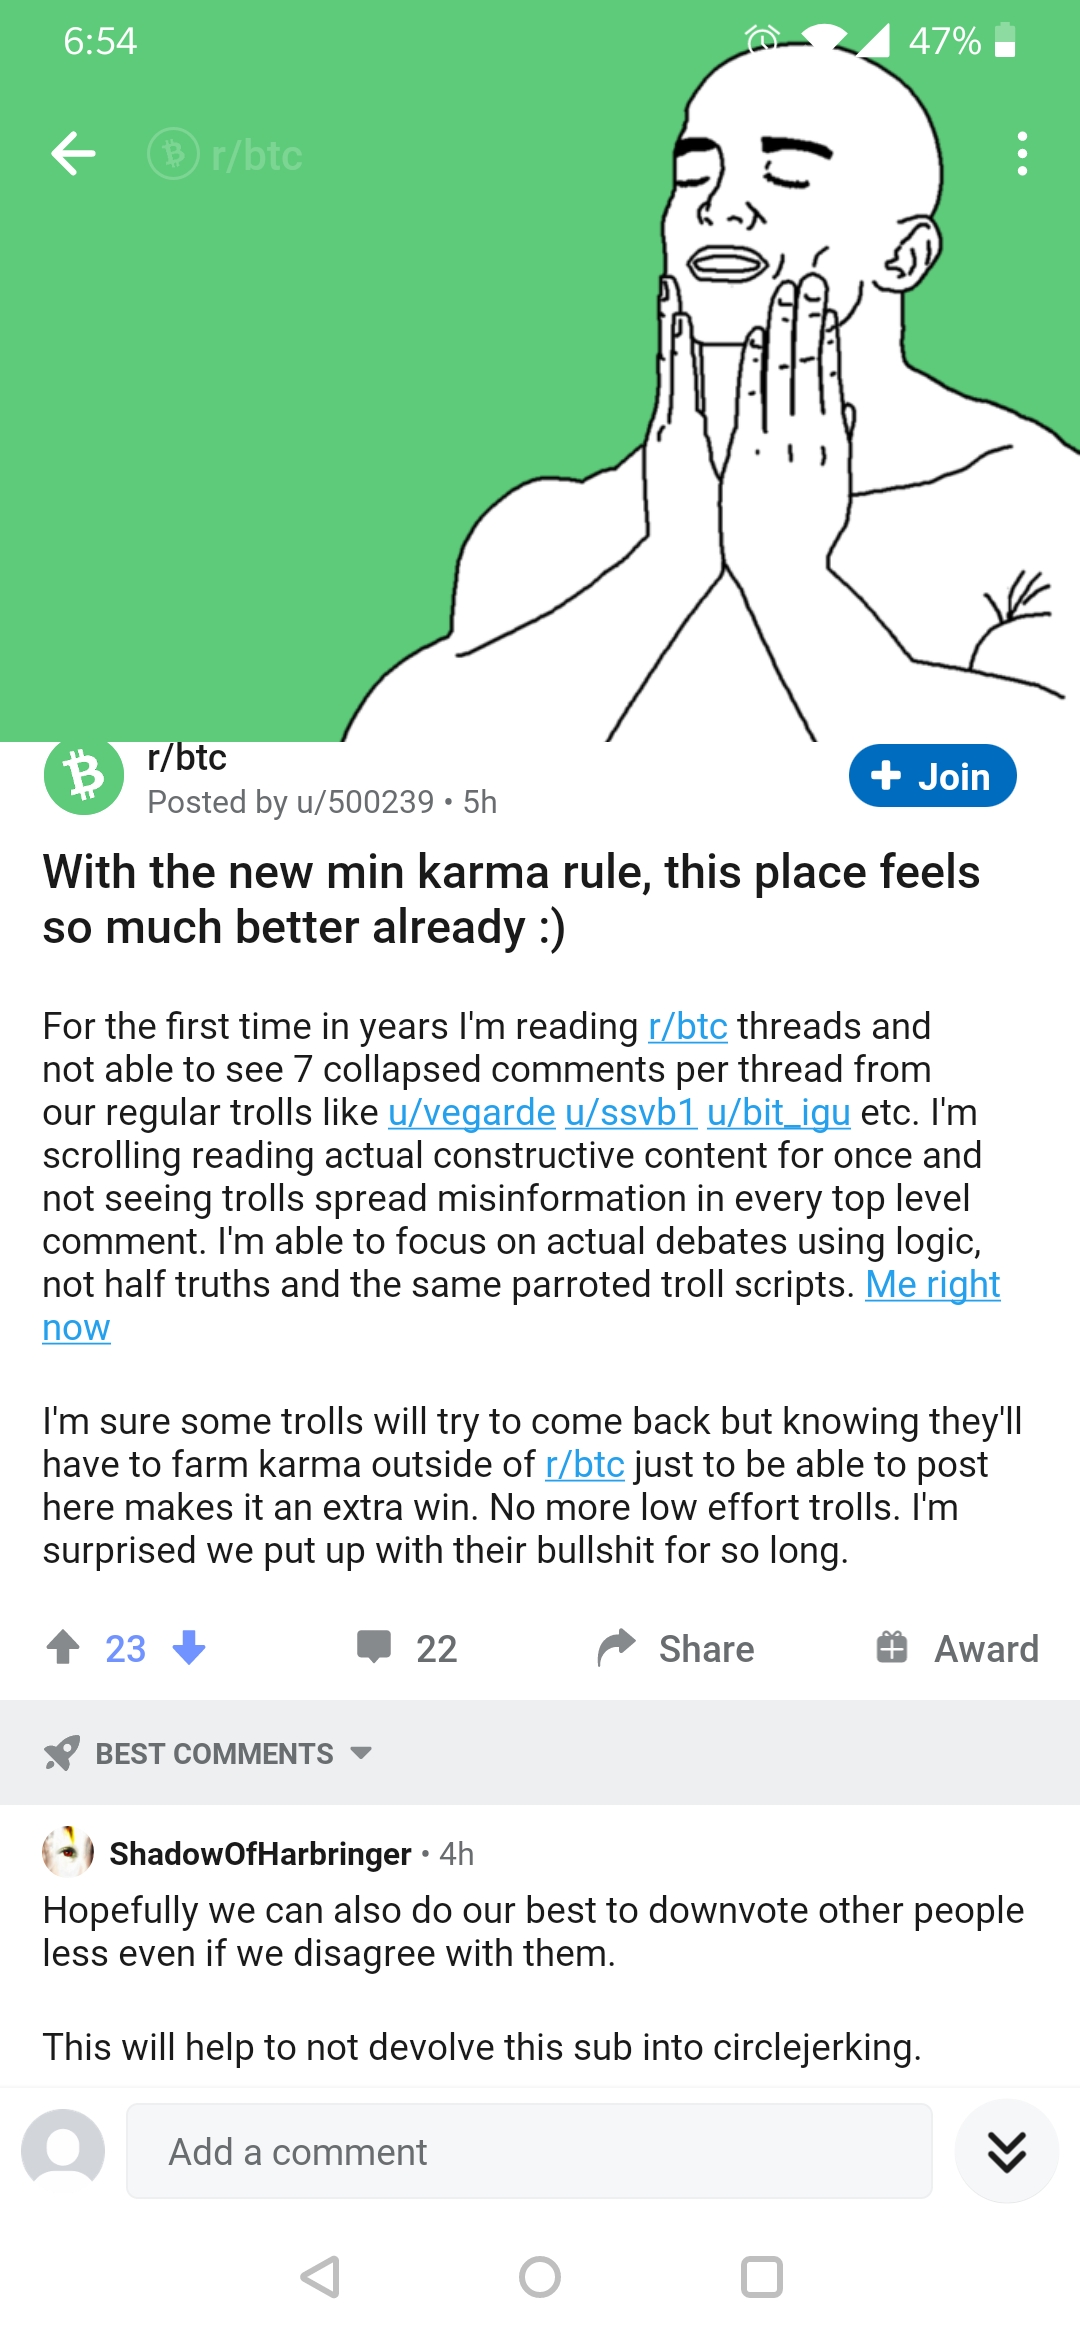 6:54
47%
r/btc
r/btc
Posted by u/500239 • 5h
+ Join
With the new min karma rule, this place feels
so much better already :)
For the first time in years I'm reading r/btc threads and
not able to see 7 collapsed comments per thread from
our regular trolls like u/vegarde u/ssvb1 u/bit_igu etc. I'm
scrolling reading actual constructive content for once and
not seeing trolls spread misinformation in every top level
comment. I'm able to focus on actual debates using logic,
not half truths and the same parroted troll scripts. Me right
now
I'm sure some trolls will try to come back but knowing they'll
have to farm karma outside of r/btc just to be able to post
here makes it an extra win. No more low effort trolls. I'm
surprised we put up with their bullshit for so long.
23
22
Share
Award
BEST COMMENTS
ShadowOfHarbringer • 4h
Hopefully we can also do our best to downvote other people
less even if we disagree with them.
This will help to not devolve this sub into circlejerking.
Add a comment